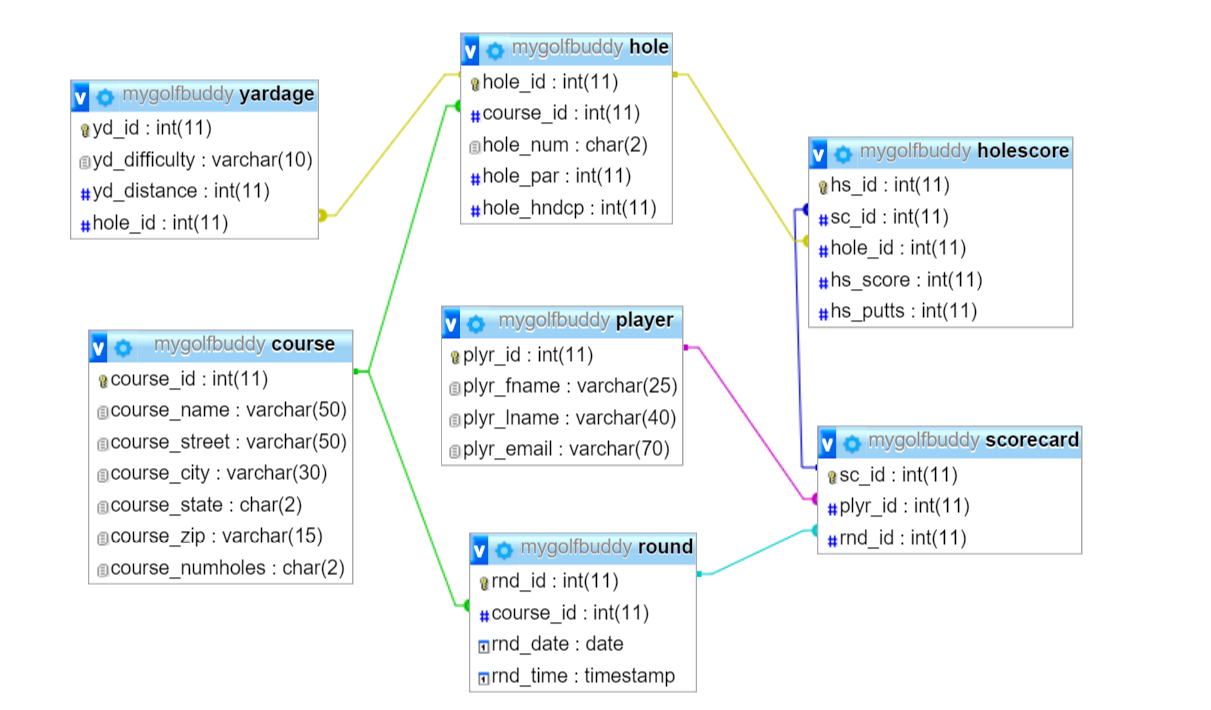 mygolfbuddy hole
hole_id : int(11)
course_id : int(11)
hole_num : char(2)
hole_par : int(11)
hole_hndcp : int(11)
mygolfbuddy yardage
yd_id : int(11)
yd_difficulty : varchar(10)
yd_distance : int(11)
hole_id : int(11)
mygolfbuddy holescore
hs_id : int(11)
sc_id : int(11)
hole_id : int(11)
hs_score : int(11)
hs_putts : int(11)
mygolfbuddy player
plyr_id : int(11)
plyr_fname : varchar(25)
plyr_lname : varchar(40)
plyr_email : varchar(70)
mygolfbuddy course
course_id : int(11)
course_name : varchar(50)
course_street : varchar(50)
course_city : varchar(30)
course_state : char(2)
course_zip : varchar(15)
course_numholes : char(2)
mygolfbuddy scorecard
sc_id : int(11)
plyr_id : int(11)
rnd_id : int(11)
mygolfbuddy round
rnd_id : int(11)
course_id : int(11)
rnd_date : date
rnd_time : timestamp